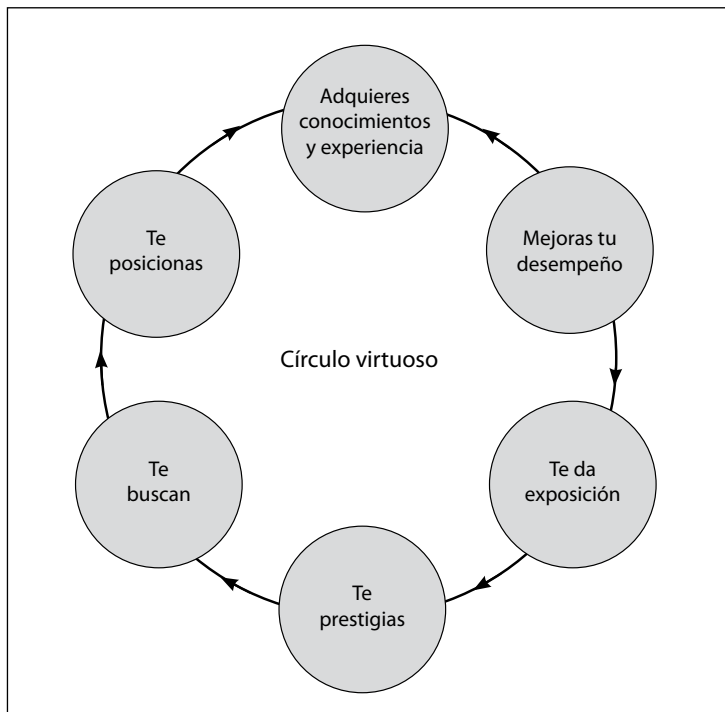 Adquieres
conocimientos
y experiencia
Mejoras tu
desempeño
Te da
exposición
Te
prestigias
Te
buscan
Te
posicionas
Círculo virtuoso